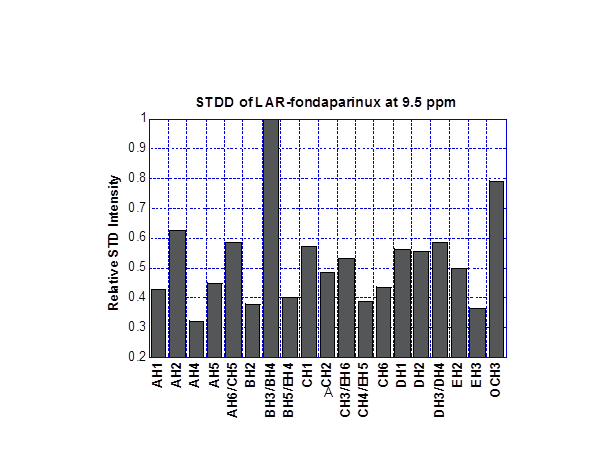 STDD of LAR-fondaparinux at 9.5 ppm
Relative STD Intensity
1
0.9
0.8
0.7
0.6
0.5
0.4
0.3
0.2
AH1
AH2
AH4
AH5
AH6/CH5
BH2
BH3/BH4
BH5/EH4
CH1
CH2
CH3/EH6
CH4/EH5
CH6
DH1
DH2
DH3/DH4
EH2
EH3
OCH3
A